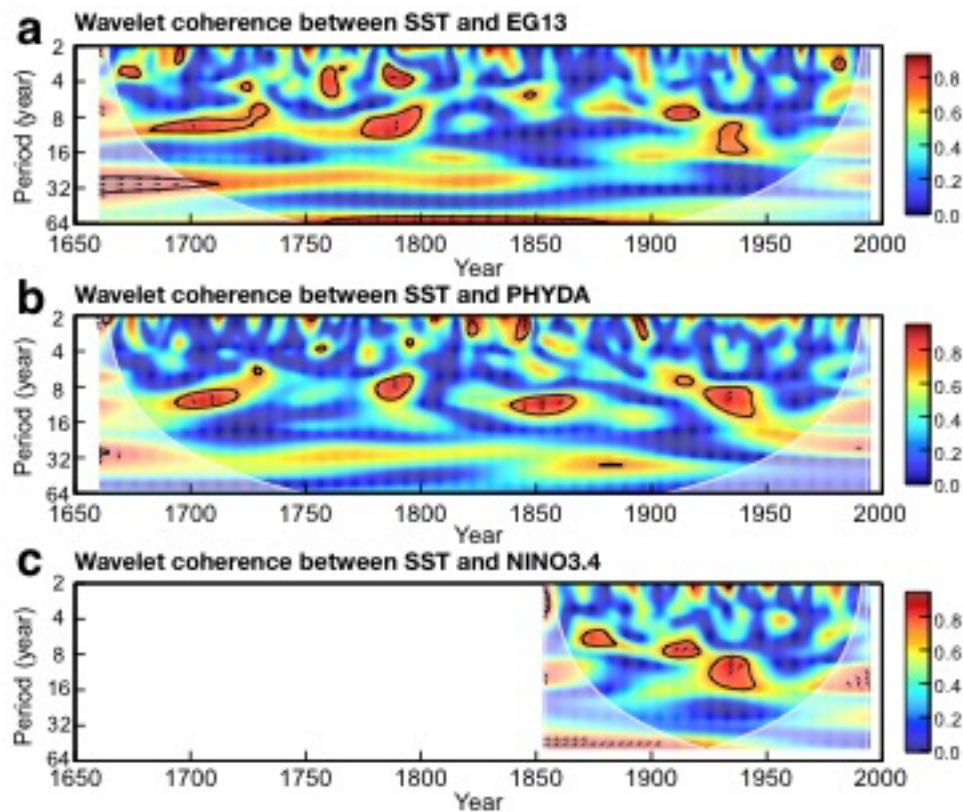 a Wavelet coherence between SST and EG13
2
4
8
16
32
64
Period (year)
1650 1700 1750 1800 1850 1900 1950 2000
Year
0.8
0.6
0.4
0.2
0.0
b Wavelet coherence between SST and PHYDA
2
4
8
16
32
64
Period (year)
1650 1700 1750 1800 1850 1900 1950 2000
Year
0.8
0.6
0.4
0.2
0.0
c Wavelet coherence between SST and NINO3.4
2
4
8
16
32
64
Period (year)
1650 1700 1750 1800 1850 1900 1950 2000
Year
0.8
0.6
0.4
0.2
0.0